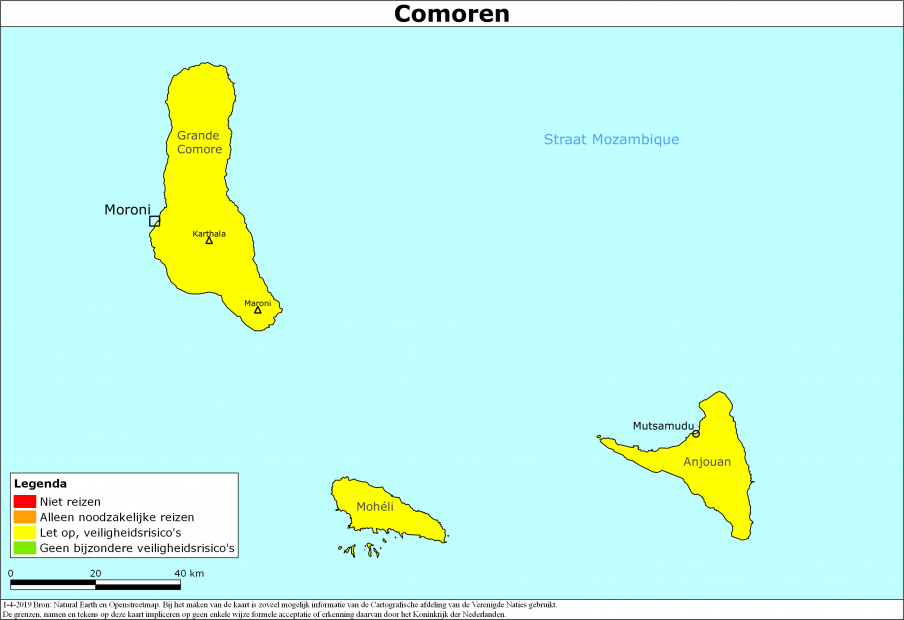 Comoren
Grande
Comore
Straat Mozambique
Moroni
Karthala
Maroni
Mutsamudu
Anjouan
Mohéli
Legenda
Niet reizen
Alleen noodzakelijke reizen
Let op, veiligheidsrisico's
Geen bijzondere veiligheidsrisico's
0 20 40 km
1-4-2019 Bron: Natural Earth en Openstreetmap. Bij het maken van de kaart is zoveel mogelijk informatie van de Cartografische afdeling van de Verenigde Naties gebruikt.
De grenzen, namen en tekens op deze kaart impliceren op geen enkele wijze formele acceptatie of erkenning daarvan door het Koninkrijk der Nederlanden.